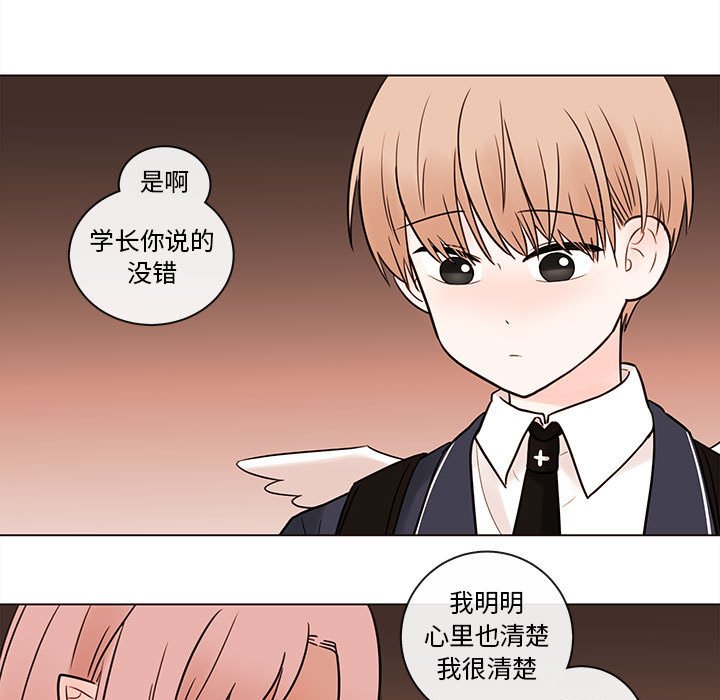 是啊
学长你说的
没错
我明明
心里也清楚
我很清楚